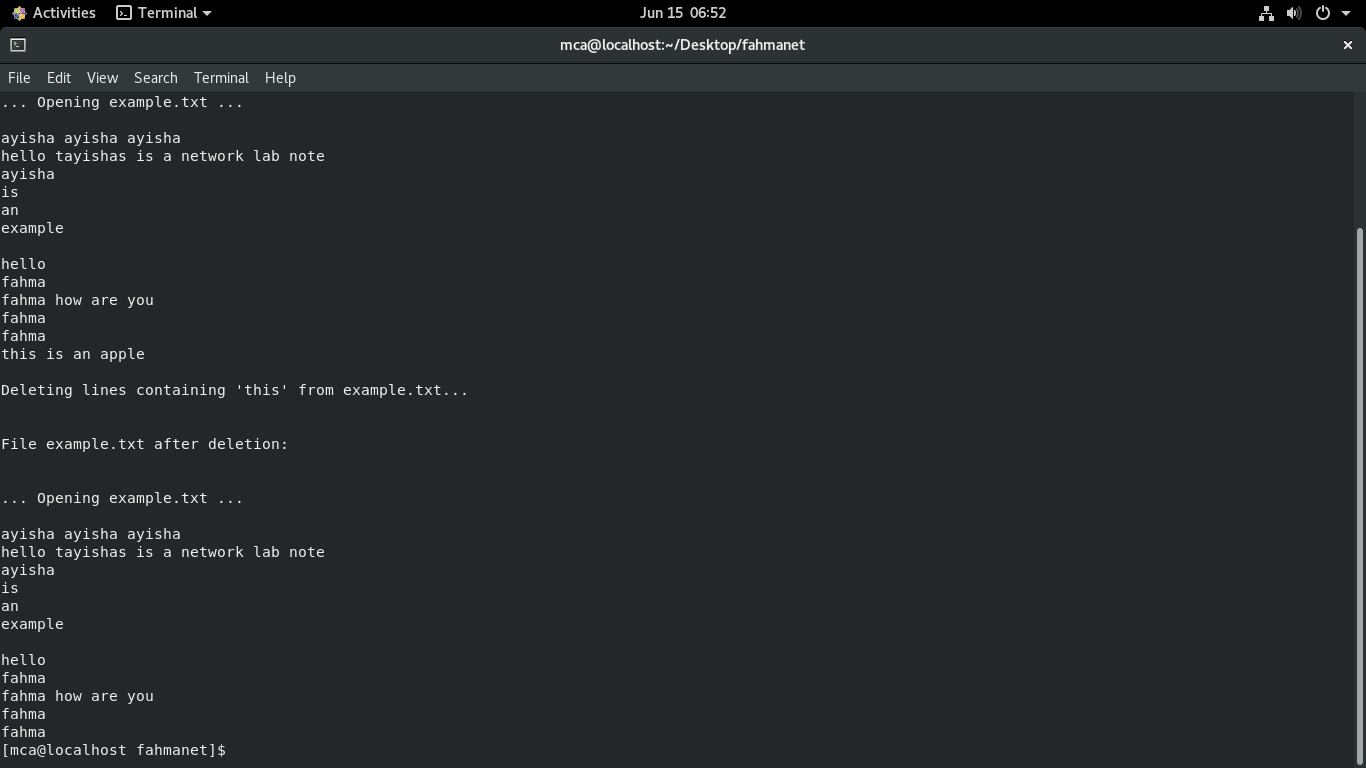 Activities Terminal Jun 15 06:52
mca@localhost:~/Desktop/fahmanet ×
File Edit View Search Terminal Help
... Opening example.txt ...
ayisha ayisha ayisha
hello tayishas is a network lab note
ayisha
is
an
example
hello
fahma
fahma how are you
fahma
fahma
this is an apple
Deleting lines containing 'this' from example.txt...
File example.txt after deletion:
... Opening example.txt ...
ayisha ayisha ayisha
hello tayishas is a network lab note
ayisha
is
an
example
hello
fahma
fahma how are you
fahma
fahma
[mca@localhost fahmanet]$